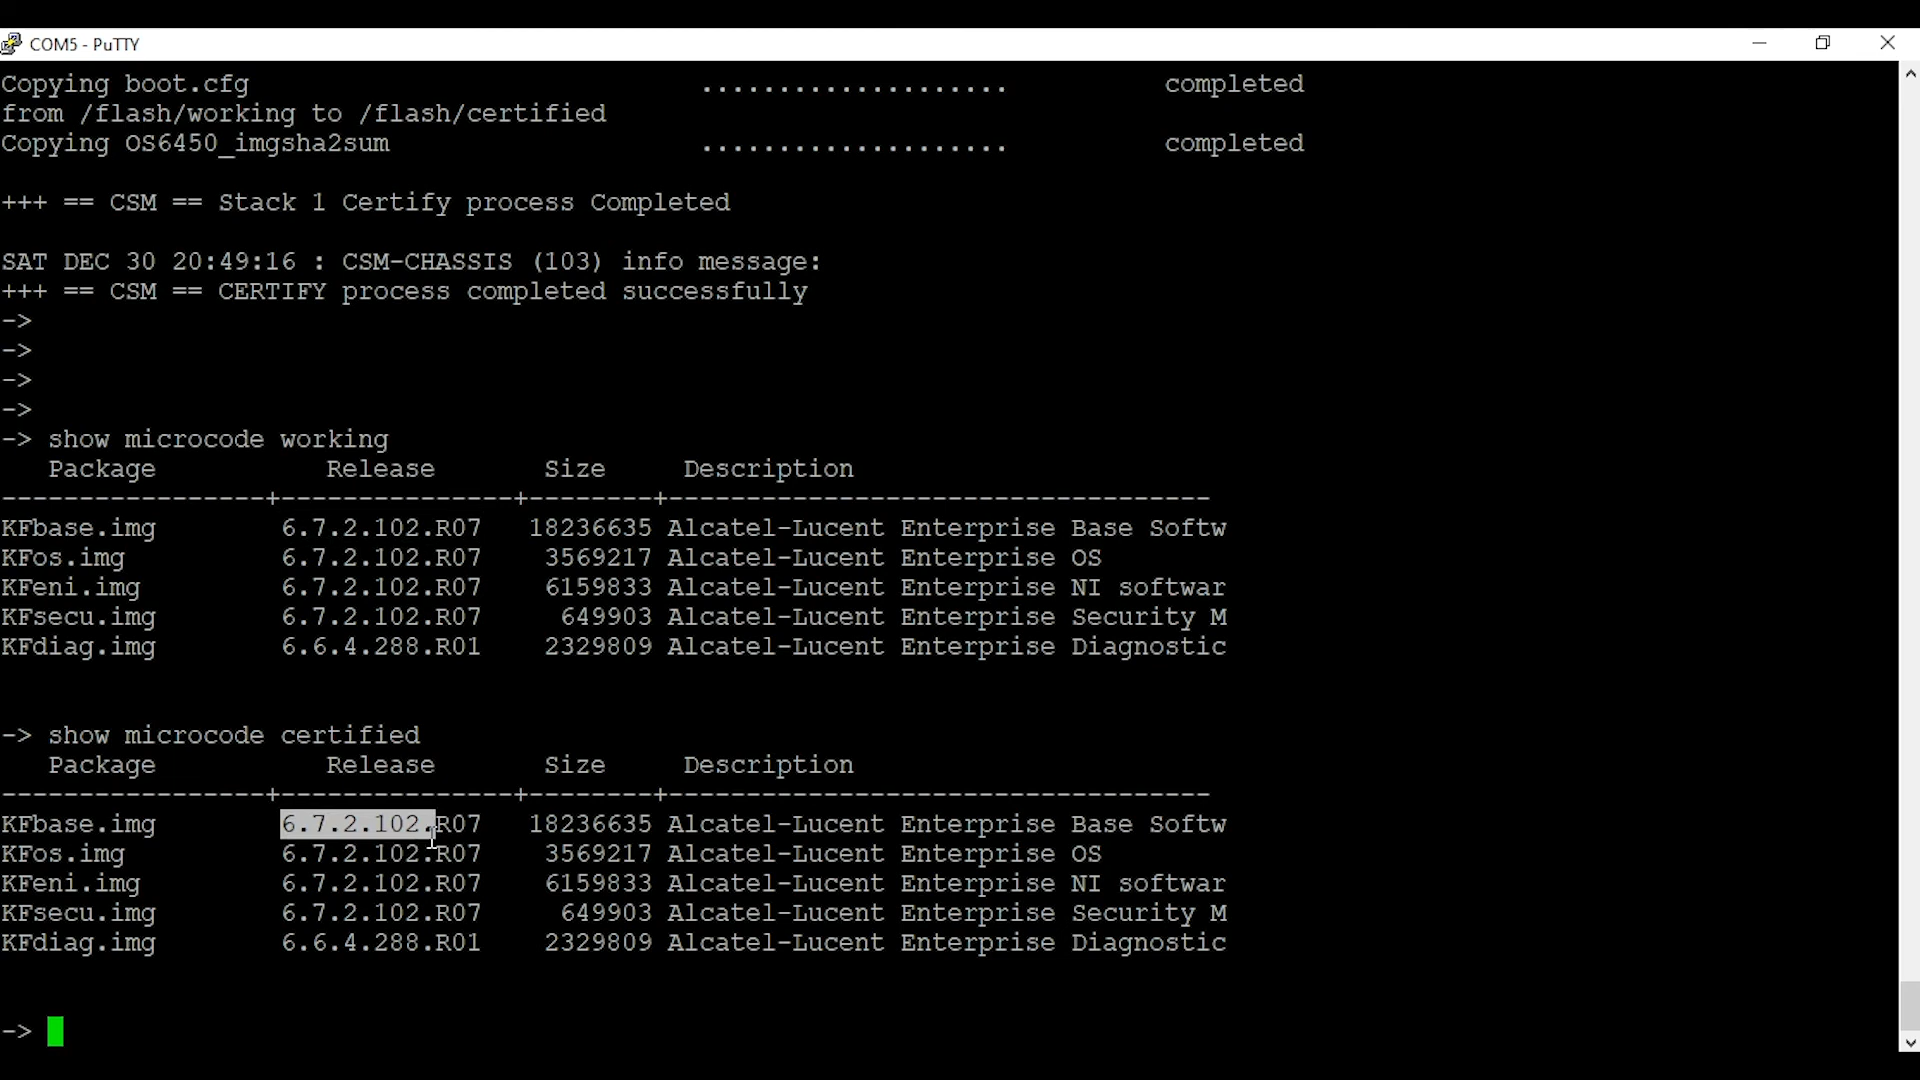 COM5 - PuTTY
Copying boot.cfg .................... completed
from /flash/working to /flash/certified
Copying OS6450_imgsha2sum .................... completed
+++ == CSM == Stack 1 Certify process Completed
SAT DEC 30 20:49:16 : CSM-CHASSIS (103) info message:
+++ == CSM == CERTIFY process completed successfully
->
->
->
->
-> show microcode working
Package Release Size Description
-----------------+---------------+--------+-----------------------------------
KFbase.img 6.7.2.102.R07 18236635 Alcatel-Lucent Enterprise Base Softw
KFos.img 6.7.2.102.R07 3569217 Alcatel-Lucent Enterprise OS
KFeni.img 6.7.2.102.R07 6159833 Alcatel-Lucent Enterprise NI softwar
KFsecu.img 6.7.2.102.R07 649903 Alcatel-Lucent Enterprise Security M
KFdiag.img 6.6.4.288.R01 2329809 Alcatel-Lucent Enterprise Diagnostic
-> show microcode certified
Package Release Size Description
-----------------+---------------+--------+-----------------------------------
KFbase.img 6.7.2.102.R07 18236635 Alcatel-Lucent Enterprise Base Softw
KFos.img 6.7.2.102.R07 3569217 Alcatel-Lucent Enterprise OS
KFeni.img 6.7.2.102.R07 6159833 Alcatel-Lucent Enterprise NI softwar
KFsecu.img 6.7.2.102.R07 649903 Alcatel-Lucent Enterprise Security M
KFdiag.img 6.6.4.288.R01 2329809 Alcatel-Lucent Enterprise Diagnostic
->